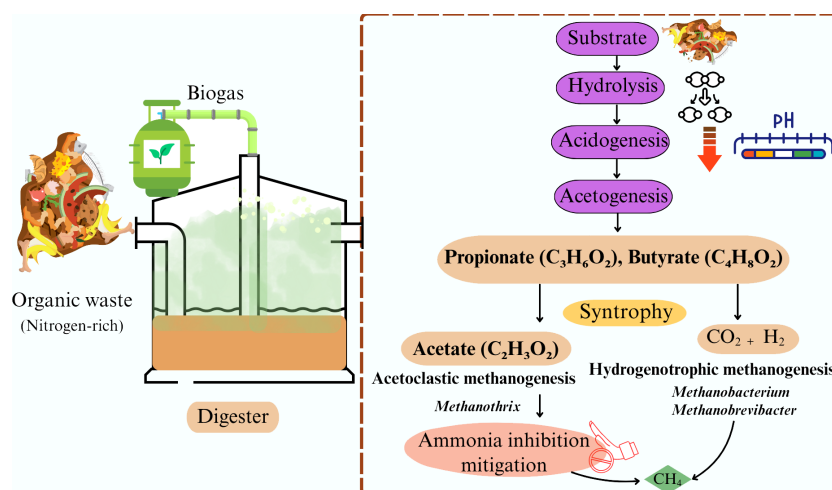 Biogas
Organic waste
(Nitrogen-rich)
Digester
Substrate
Hydrolysis
Acidogenesis
Acetogenesis
pH
Propionate (C₃H₆O₂), Butyrate (C₄H₈O₂)
Syntrophy
Acetate (C₂H₃O₂)
Acetoclastic methanogenesis
Methanothrix
Ammonia inhibition
mitigation
CO₂ + H₂
Hydrogenotrophic methanogenesis
Methanobacterium
Methanobrevibacter
CH₄